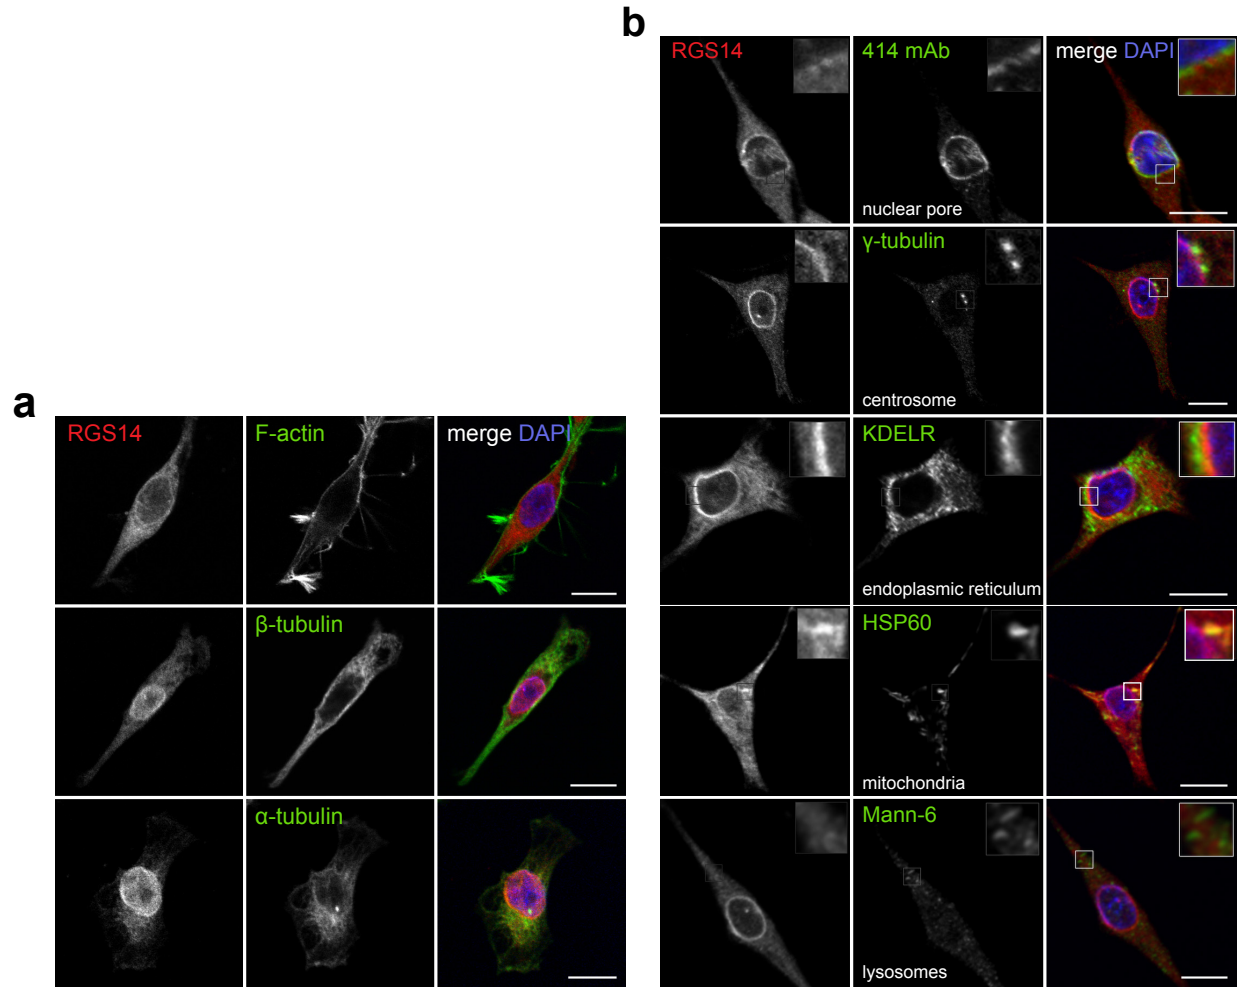 b
RGS14 414 mAb merge DAPI
nuclear pore
γ-tubulin
centrosome
KDELR
endoplasmic reticulum
HSP60
mitochondria
Mann-6
lysosomes
a
RGS14 F-actin merge DAPI
β-tubulin
α-tubulin